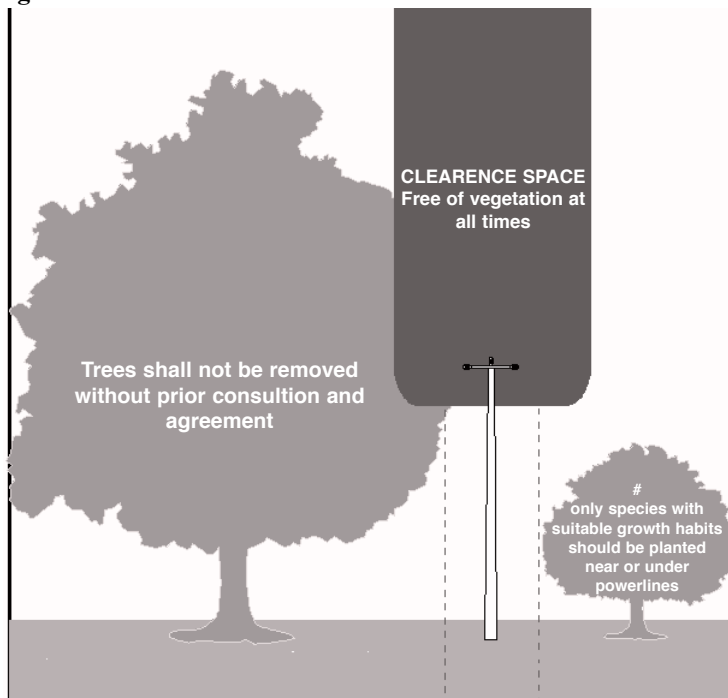 CLEARENCE SPACE
Free of vegetation at
all times
Trees shall not be removed
without prior consultion and
agreement
#
only species with
suitable growth habits
should be planted
near or under
powerlines